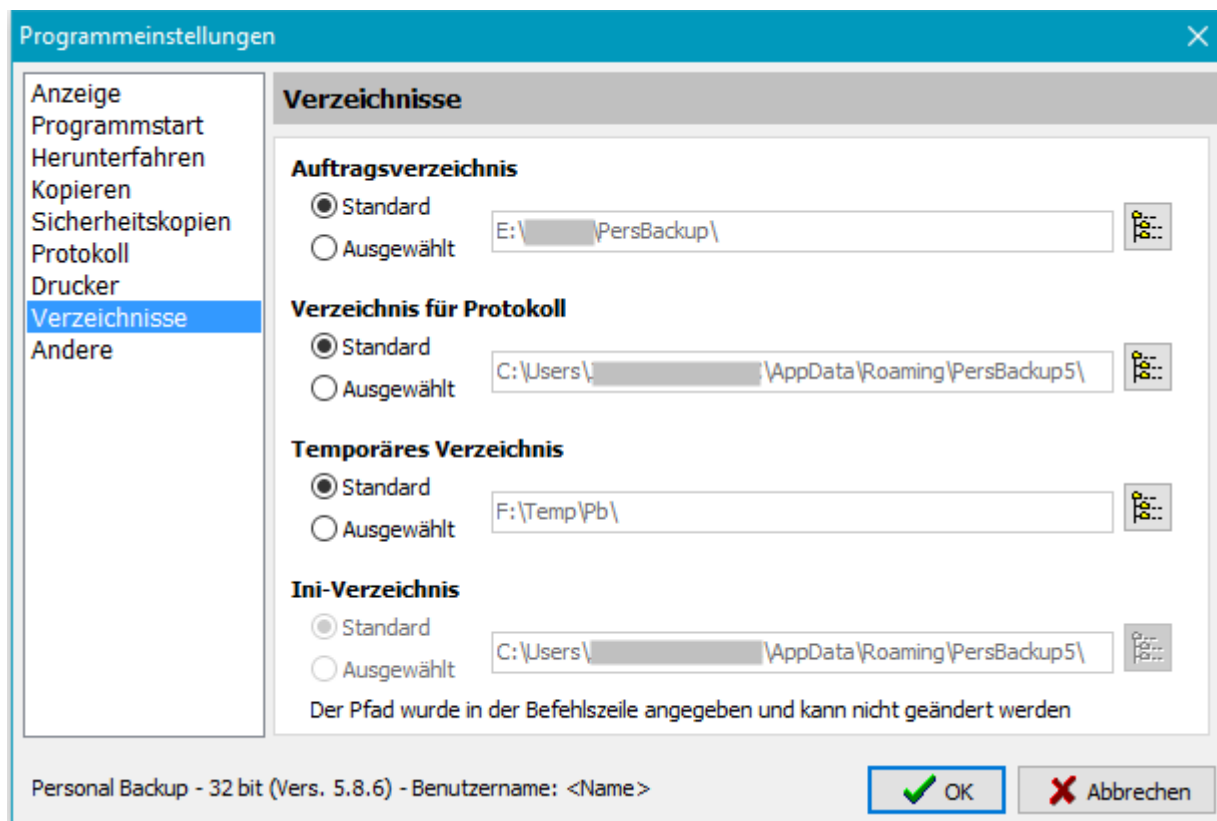 Programmeinstellungen
Anzeige
Programmstart
Herunterfahren
Kopieren
Sicherheitskopien
Protokoll
Drucker
Verzeichnisse
Andere
Verzeichnisse
Auftragsverzeichnis
Standard
Ausgewählt
E:\ \PersBackup\
Verzeichnis für Protokoll
Standard
Ausgewählt
C:\Users\ \AppData\Roaming\PersBackup5\
Temporäres Verzeichnis
Standard
Ausgewählt
F:\Temp\Pb\
Ini-Verzeichnis
Standard
Ausgewählt
C:\Users\ \AppData\Roaming\PersBackup5\
Der Pfad wurde in der Befehlszeile angegeben und kann nicht geändert werden
Personal Backup - 32 bit (Vers. 5.8.6) - Benutzername: <Name>
OK
Abbrechen